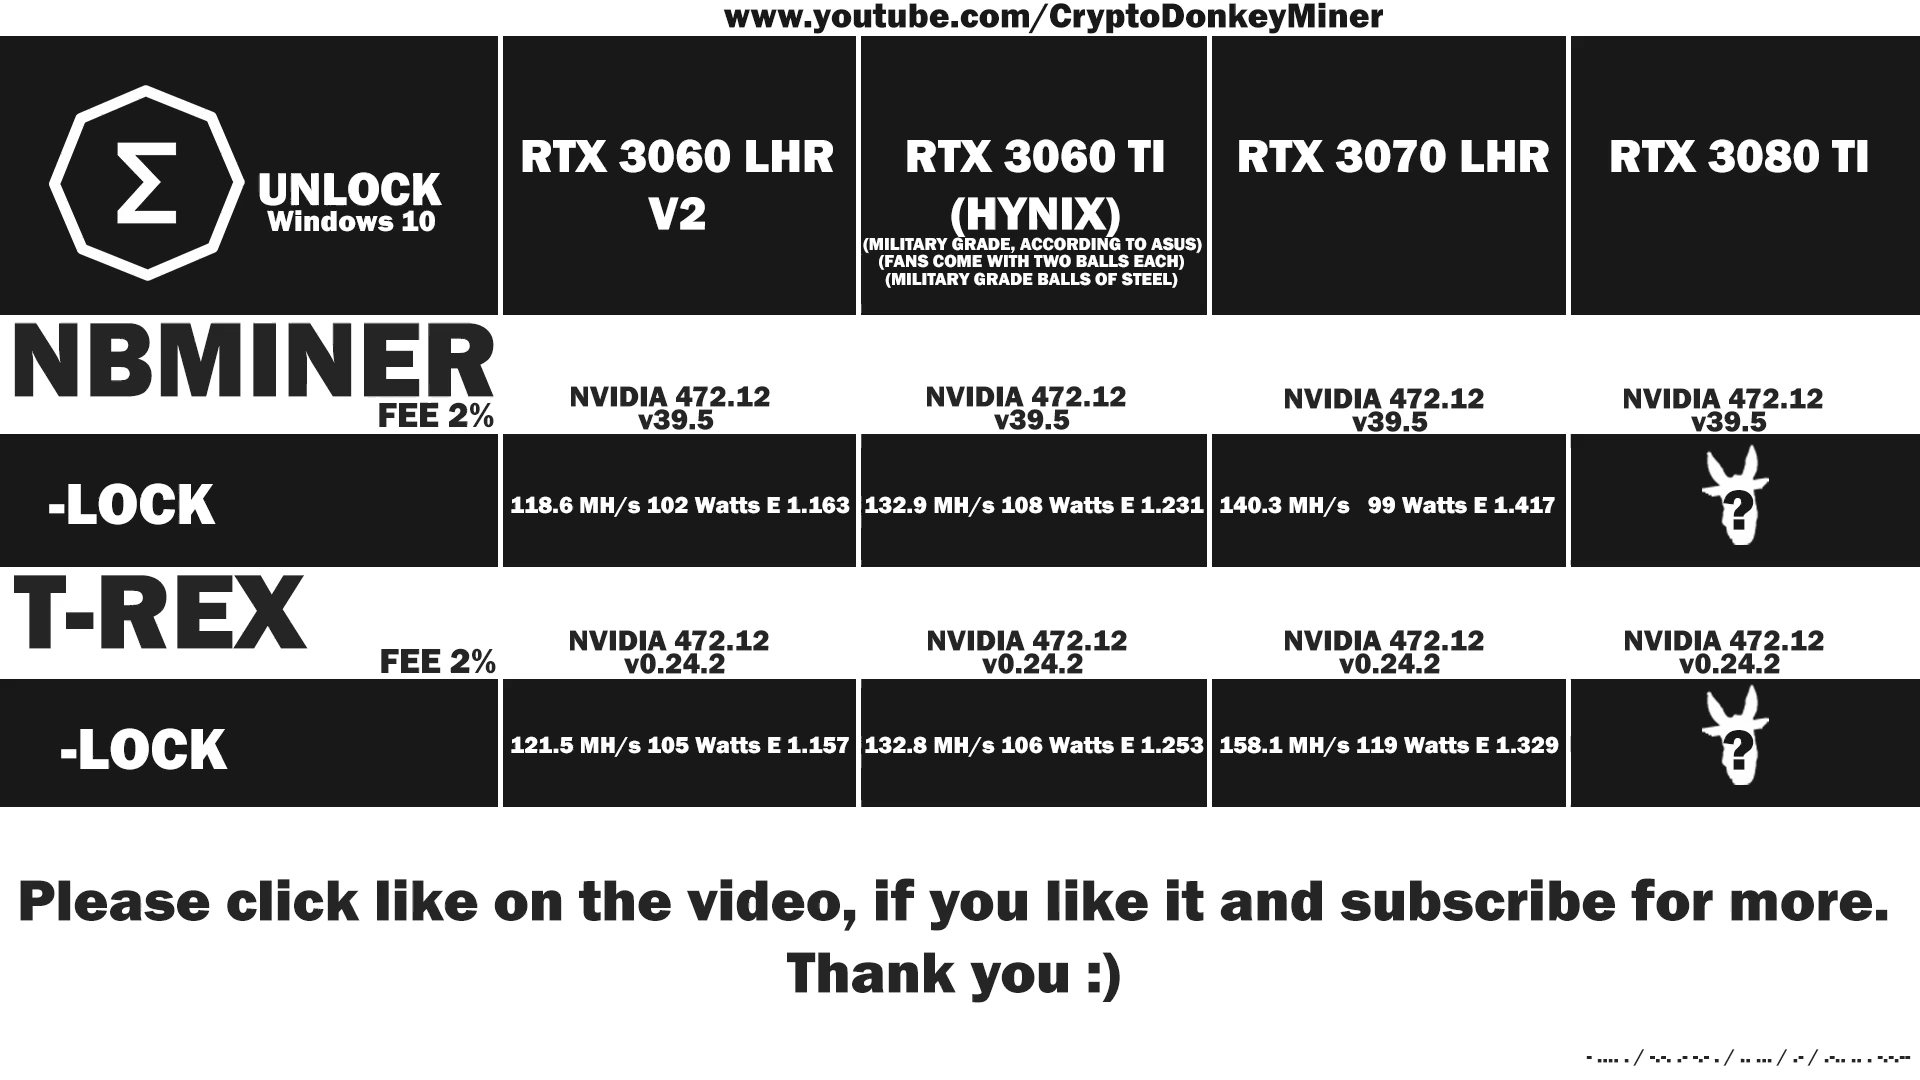 www.youtube.com/CryptoDonkeyMiner
Σ UNLOCK
Windows 10
RTX 3060 LHR
V2
RTX 3060 TI
(HYNIX)
(MILITARY GRADE, ACCORDING TO ASUS)
(FANS COME WITH TWO BALLS EACH)
(MILITARY GRADE BALLS OF STEEL)
RTX 3070 LHR
RTX 3080 TI
NBMINER
FEE 2%
NVIDIA 472.12
v39.5
NVIDIA 472.12
v39.5
NVIDIA 472.12
v39.5
NVIDIA 472.12
v39.5
-LOCK
118.6 MH/s 102 Watts E 1.163
132.9 MH/s 108 Watts E 1.231
140.3 MH/s 99 Watts E 1.417
?
T-REX
FEE 2%
NVIDIA 472.12
v0.24.2
NVIDIA 472.12
v0.24.2
NVIDIA 472.12
v0.24.2
NVIDIA 472.12
v0.24.2
-LOCK
121.5 MH/s 105 Watts E 1.157
132.8 MH/s 106 Watts E 1.253
158.1 MH/s 119 Watts E 1.329
?
Please click like on the video, if you like it and subscribe for more.
Thank you :)
- .... . / -.-. .- -.- . / .. ... / .- / .-.. .. . -.-.--